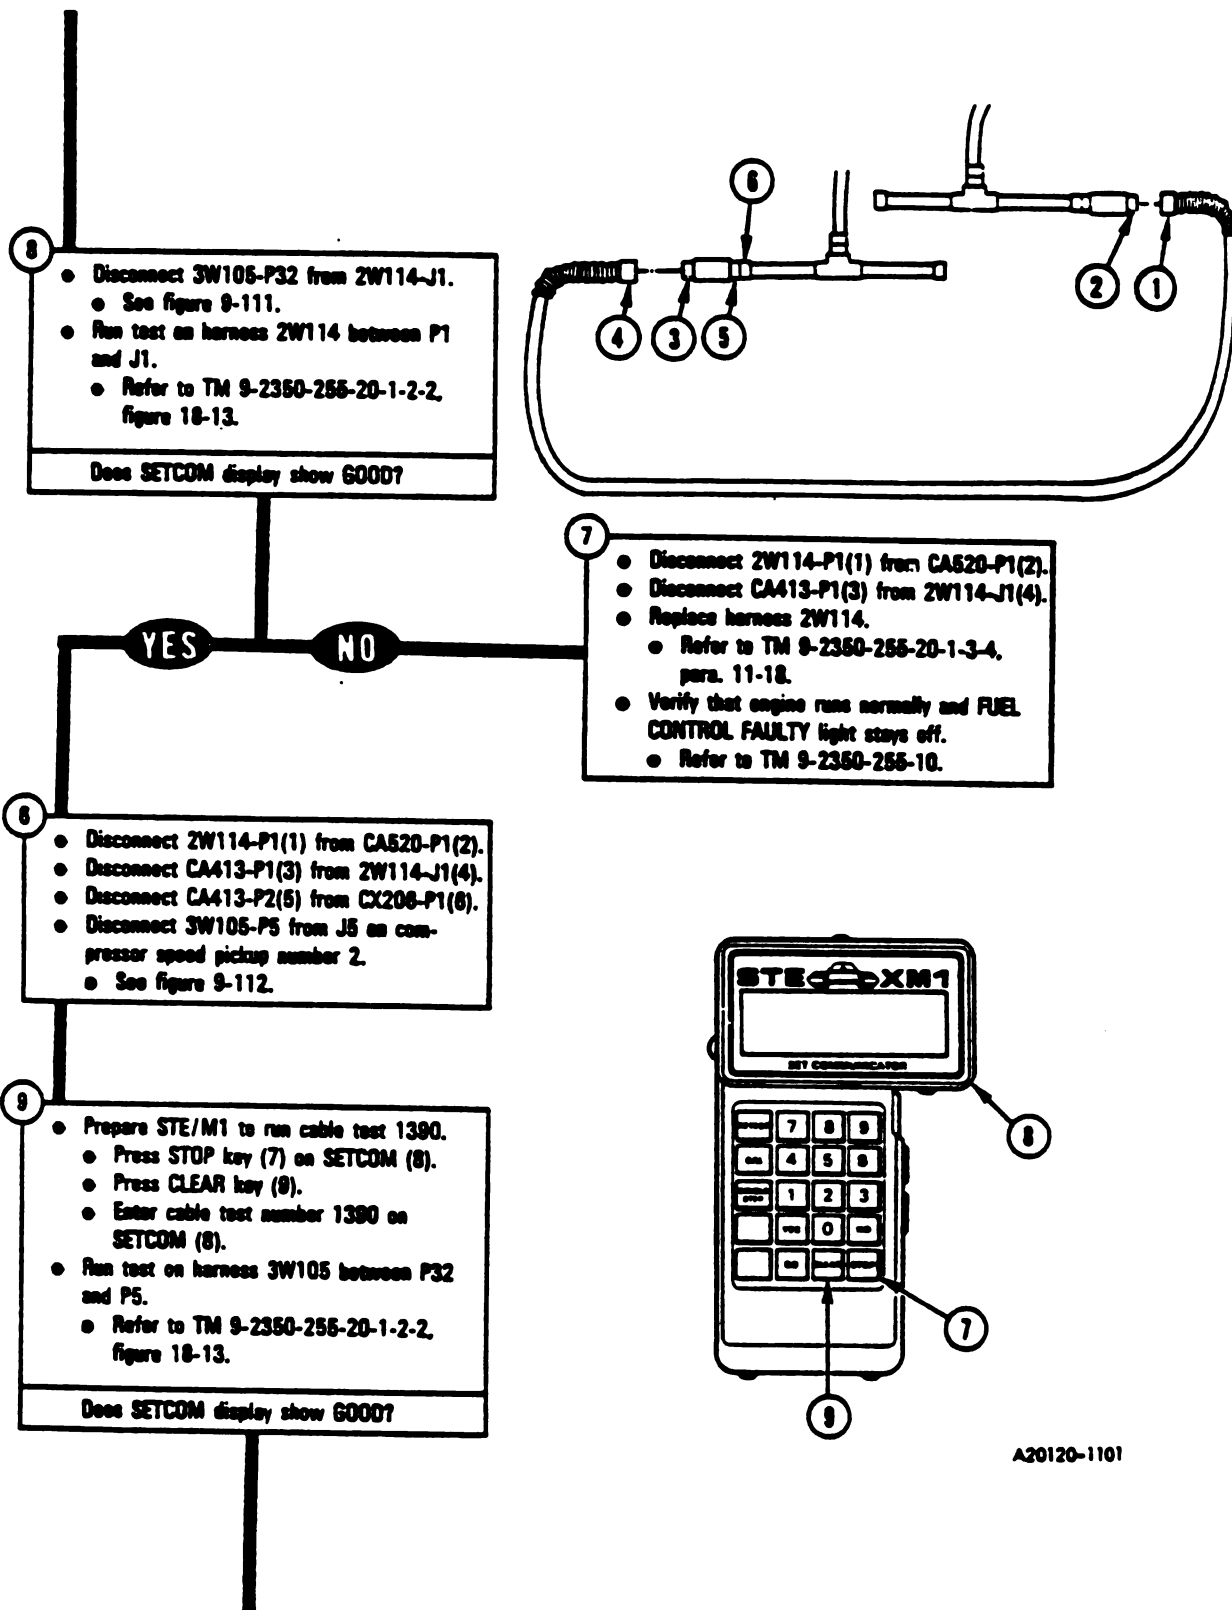 ● Disconnect 3W105-P32 from 2W114-J1.
● See figure 9-111.
● Run test on harness 2W114 between P1
and J1.
● Refer to TM 9-2350-255-20-1-2-2,
figure 18-13.
Does SETCOM display show GOOD?
YES
NO
7
● Disconnect 2W114-P1(1) from CA520-P1(2).
● Disconnect CA413-P1(3) from 2W114-J1(4).
● Replace harness 2W114.
● Refer to TM 9-2350-255-20-1-3-4,
para. 11-18.
● Verify that engine runs normally and FUEL
CONTROL FAULTY light stays off.
● Refer to TM 9-2350-255-10.
● Disconnect 2W114-P1(1) from CA520-P1(2).
● Disconnect CA413-P1(3) from 2W114-J1(4).
● Disconnect CA413-P2(5) from CX206-P1(6).
● Disconnect 3W105-P5 from J5 on com-
pressor speed pickup number 2.
● See figure 9-112.
9
● Prepare STE/M1 to run cable test 1390.
● Press STOP key (7) on SETCOM (8).
● Press CLEAR key (9).
● Enter cable test number 1390 on
SETCOM (8).
● Run test on harness 3W105 between P32
and P5.
● Refer to TM 9-2350-255-20-1-2-2,
figure 18-13.
Does SETCOM display show GOOD?
6
2
1
4
3
5
STE XM1
SET COMMUNICATOR
7 8 9
4 5 6
1 2 3
YES 0 NO
GO CLEAR STOP
8
7
9
A20120-1101